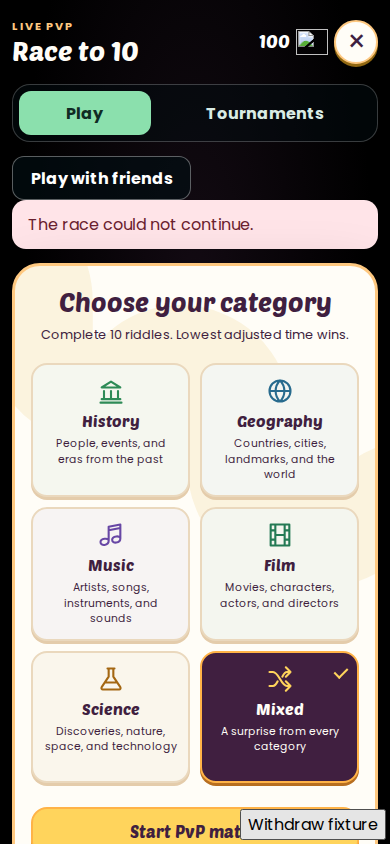 LIVE PVP
Race to 10
100
Play
Tournaments
Play with friends
The race could not continue.
Choose your category
Complete 10 riddles. Lowest adjusted time wins.
History
People, events, and
eras from the past
Geography
Countries, cities,
landmarks, and the
world
Music
Artists, songs,
instruments, and
sounds
Film
Movies, characters,
actors, and directors
Science
Discoveries, nature,
space, and technology
Mixed
A surprise from every
category
Start PvP mat
Withdraw fixture